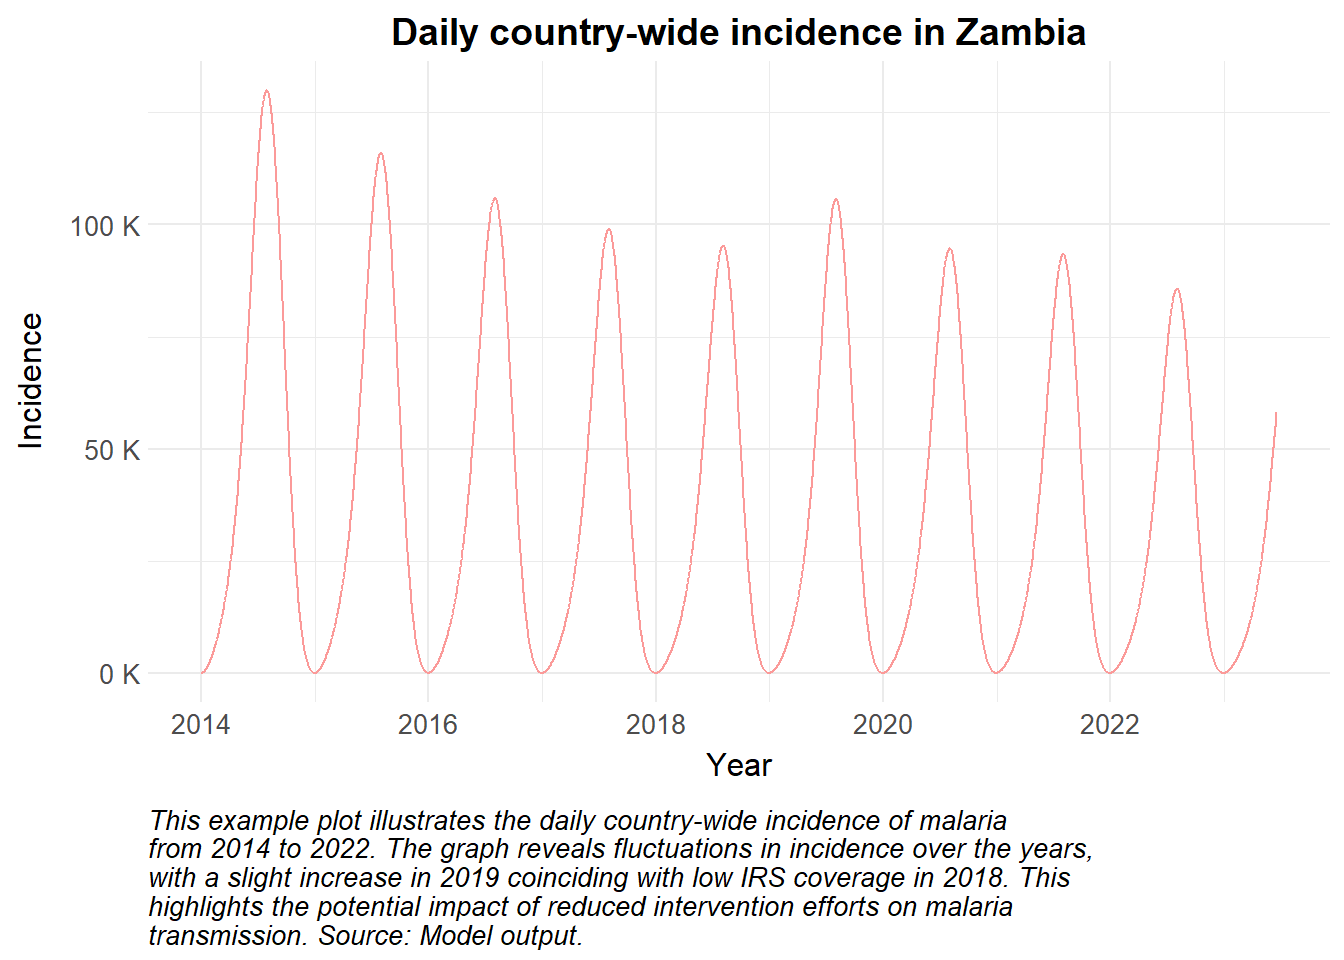 Daily country-wide incidence in Zambia
Incidence
100 K
50 K
0 K
2014
2016
2018
2020
2022
Year
This example plot illustrates the daily country-wide incidence of malaria
from 2014 to 2022. The graph reveals fluctuations in incidence over the years,
with a slight increase in 2019 coinciding with low IRS coverage in 2018. This
highlights the potential impact of reduced intervention efforts on malaria
transmission. Source: Model output.